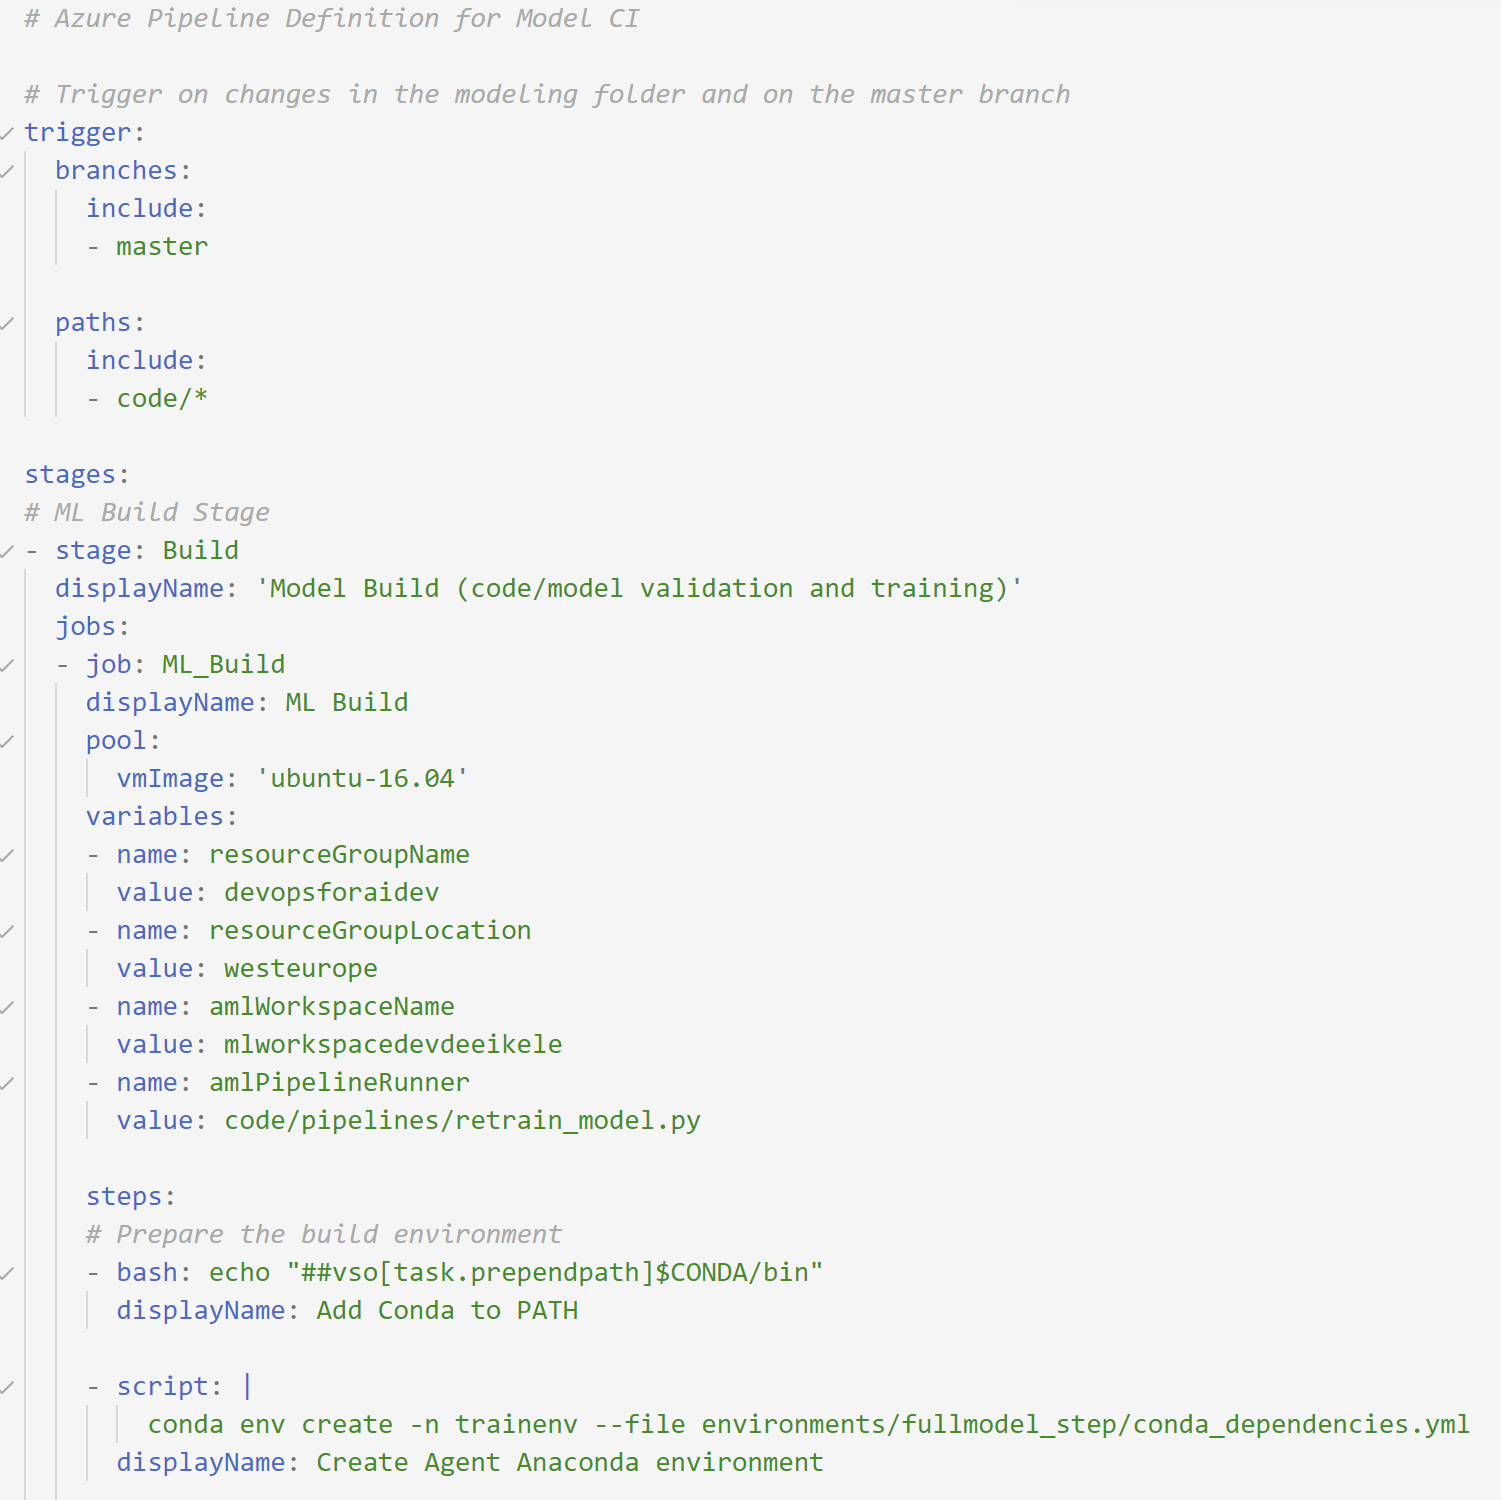 # Azure Pipeline Definition for Model CI
# Trigger on changes in the modeling folder and on the master branch
trigger:
branches:
include:
- master
paths:
include:
- code/*
stages:
# ML Build Stage
- stage: Build
displayName: 'Model Build (code/model validation and training)'
jobs:
- job: ML_Build
displayName: ML Build
pool:
vmImage: 'ubuntu-16.04'
variables:
- name: resourceGroupName
value: devopsforaidev
- name: resourceGroupLocation
value: westeurope
- name: amlWorkspaceName
value: mlworkspacedevdeeikele
- name: amlPipelineRunner
value: code/pipelines/retrain_model.py
steps:
# Prepare the build environment
- bash: echo "##vso[task.prependpath]$CONDA/bin"
displayName: Add Conda to PATH
- script: |
conda env create -n trainenv --file environments/fullmodel_step/conda_dependencies.yml
displayName: Create Agent Anaconda environment